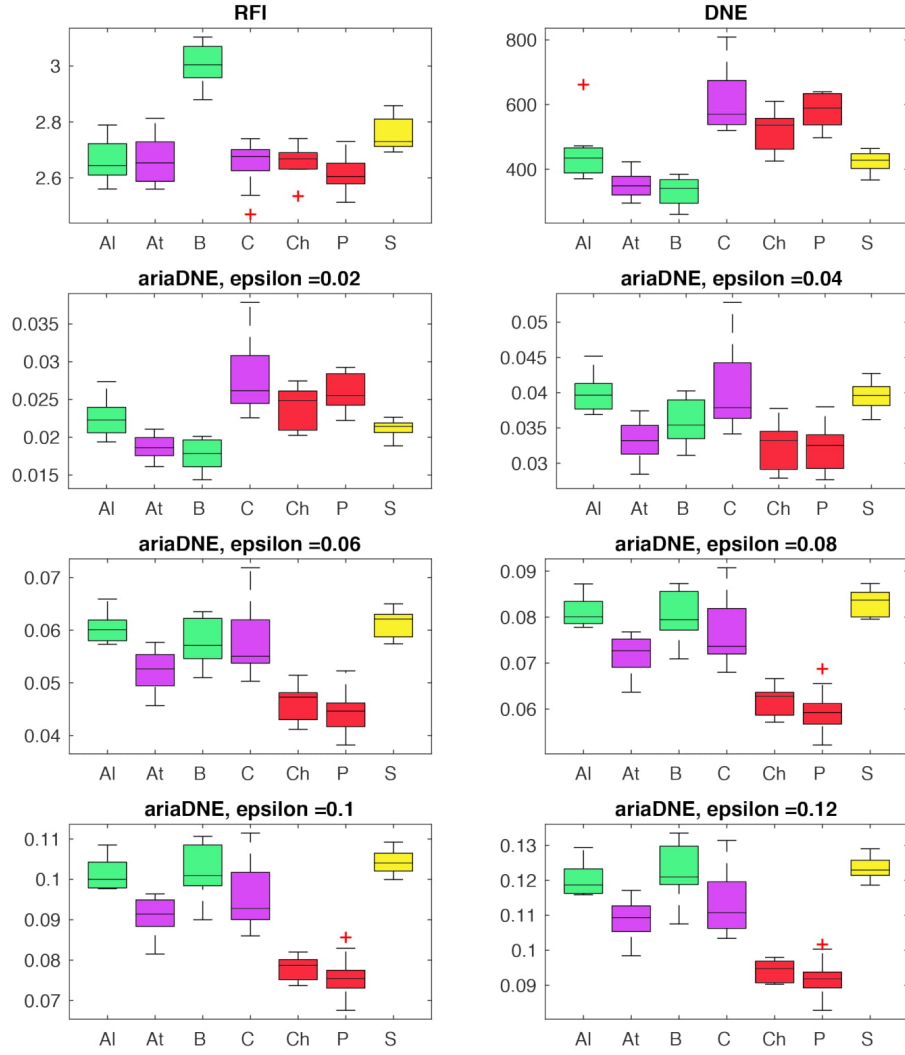 RFI
3
2.8
2.6
Al At B C Ch P S
DNE
800
600
400
Al At B C Ch P S
ariaDNE, epsilon =0.02
0.035
0.03
0.025
0.02
0.015
Al At B C Ch P S
ariaDNE, epsilon =0.04
0.05
0.045
0.04
0.035
0.03
Al At B C Ch P S
ariaDNE, epsilon =0.06
0.07
0.06
0.05
0.04
Al At B C Ch P S
ariaDNE, epsilon =0.08
0.09
0.08
0.07
0.06
Al At B C Ch P S
ariaDNE, epsilon =0.1
0.11
0.1
0.09
0.08
0.07
Al At B C Ch P S
ariaDNE, epsilon =0.12
0.13
0.12
0.11
0.1
0.09
Al At B C Ch P S